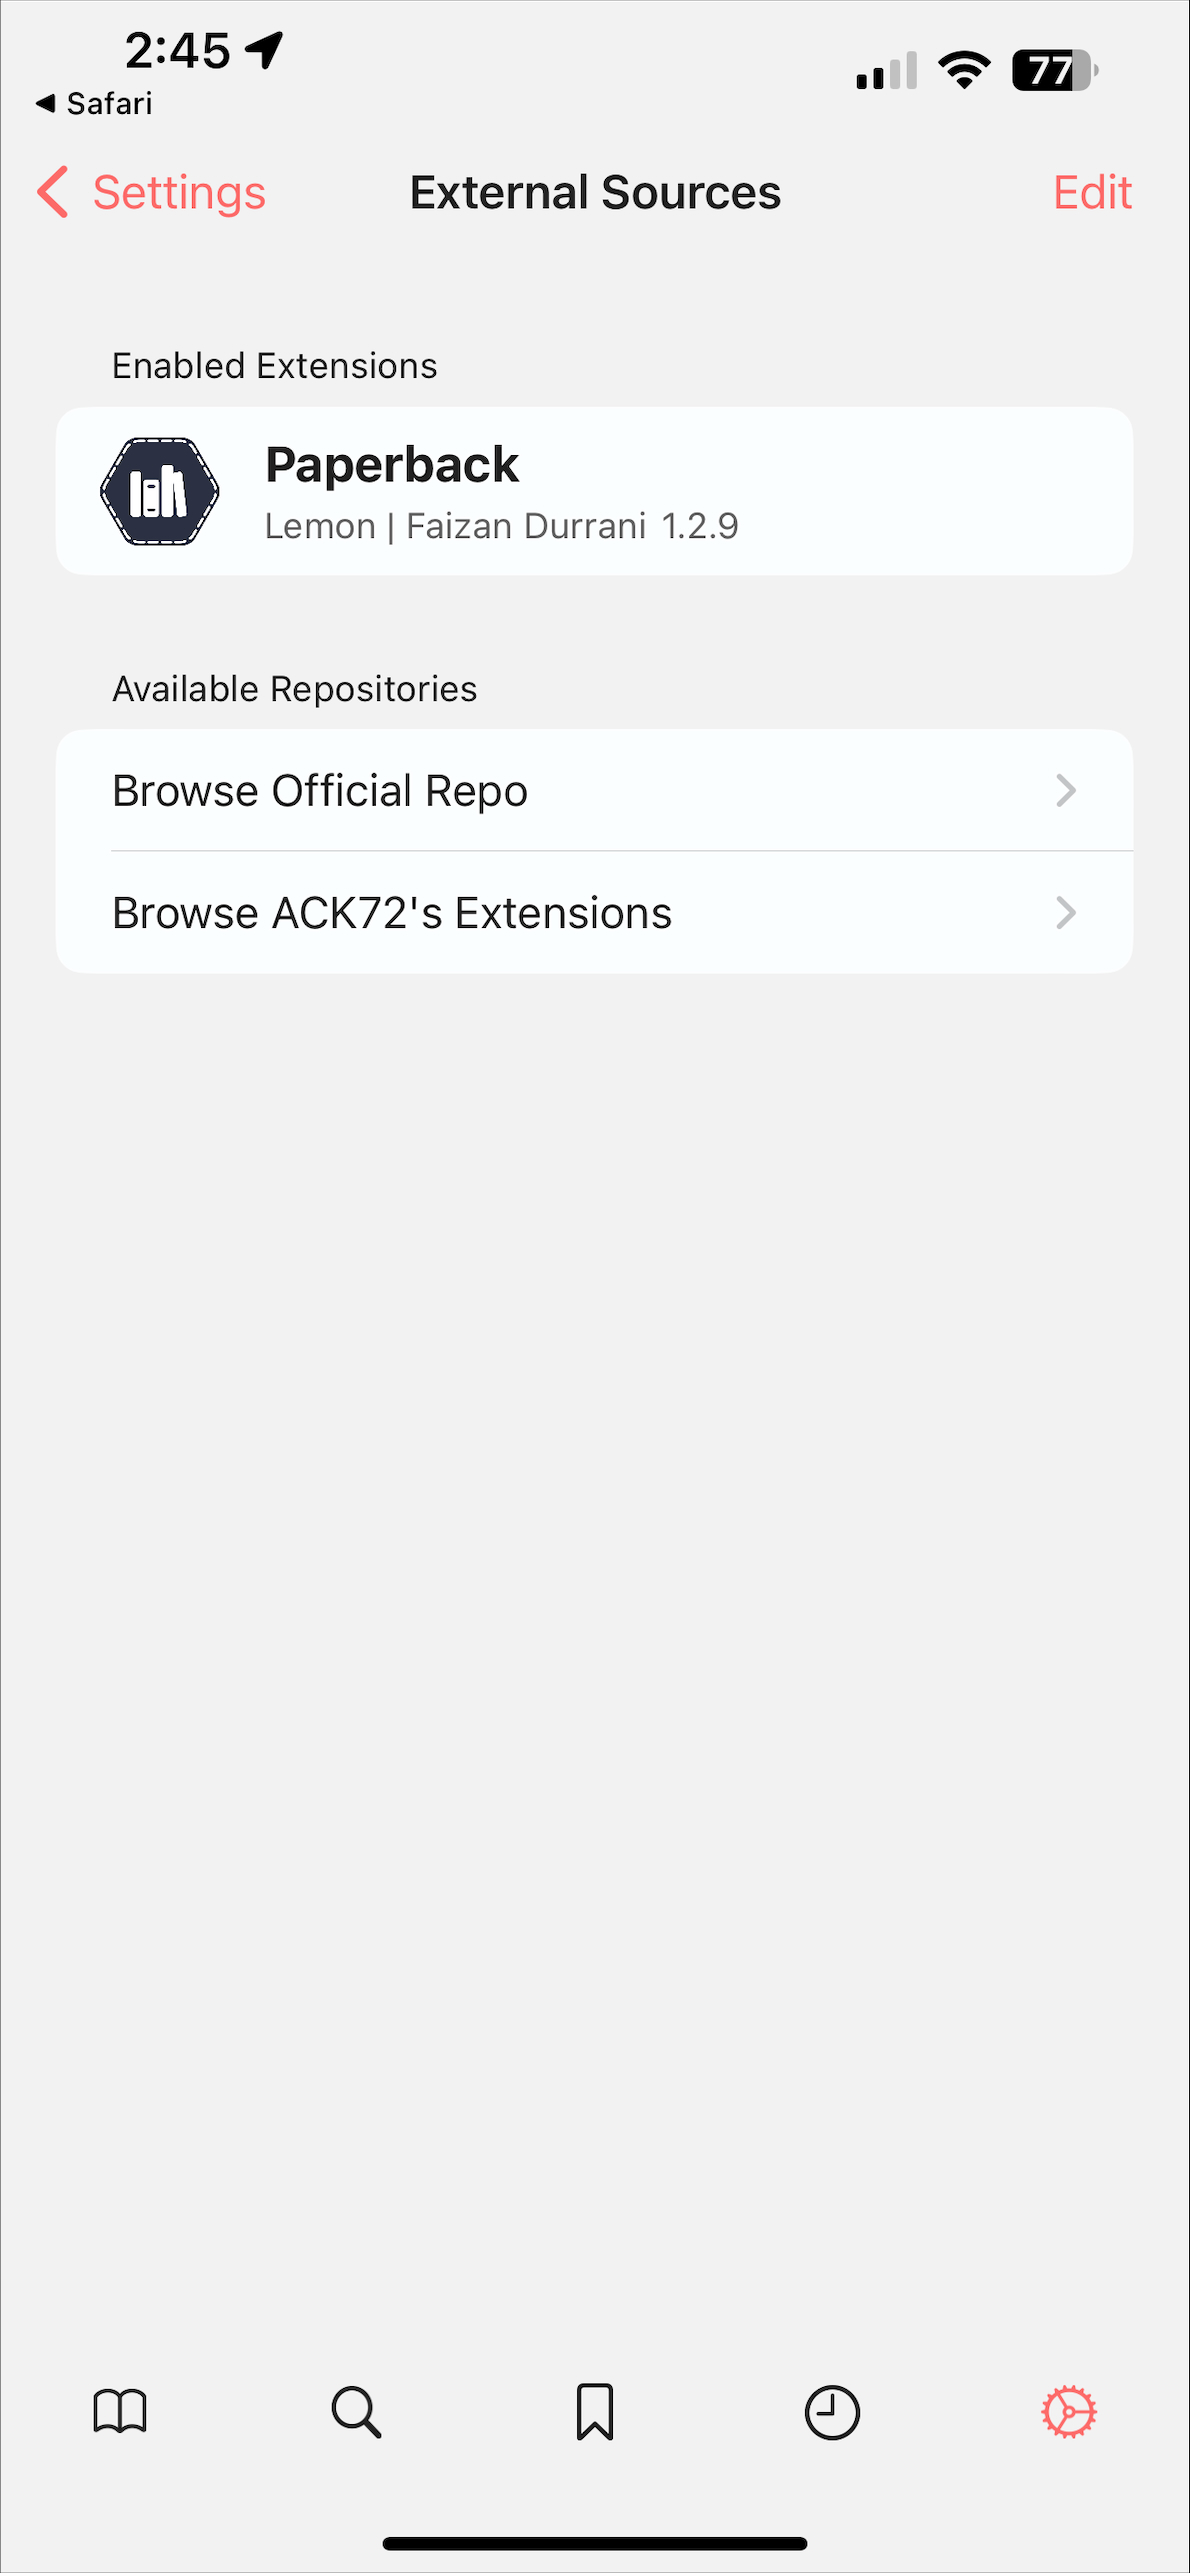 2:45
77
Safari
Settings
External Sources
Edit
Enabled Extensions
Paperback
Lemon | Faizan Durrani 1.2.9
Available Repositories
Browse Official Repo
Browse ACK72's Extensions